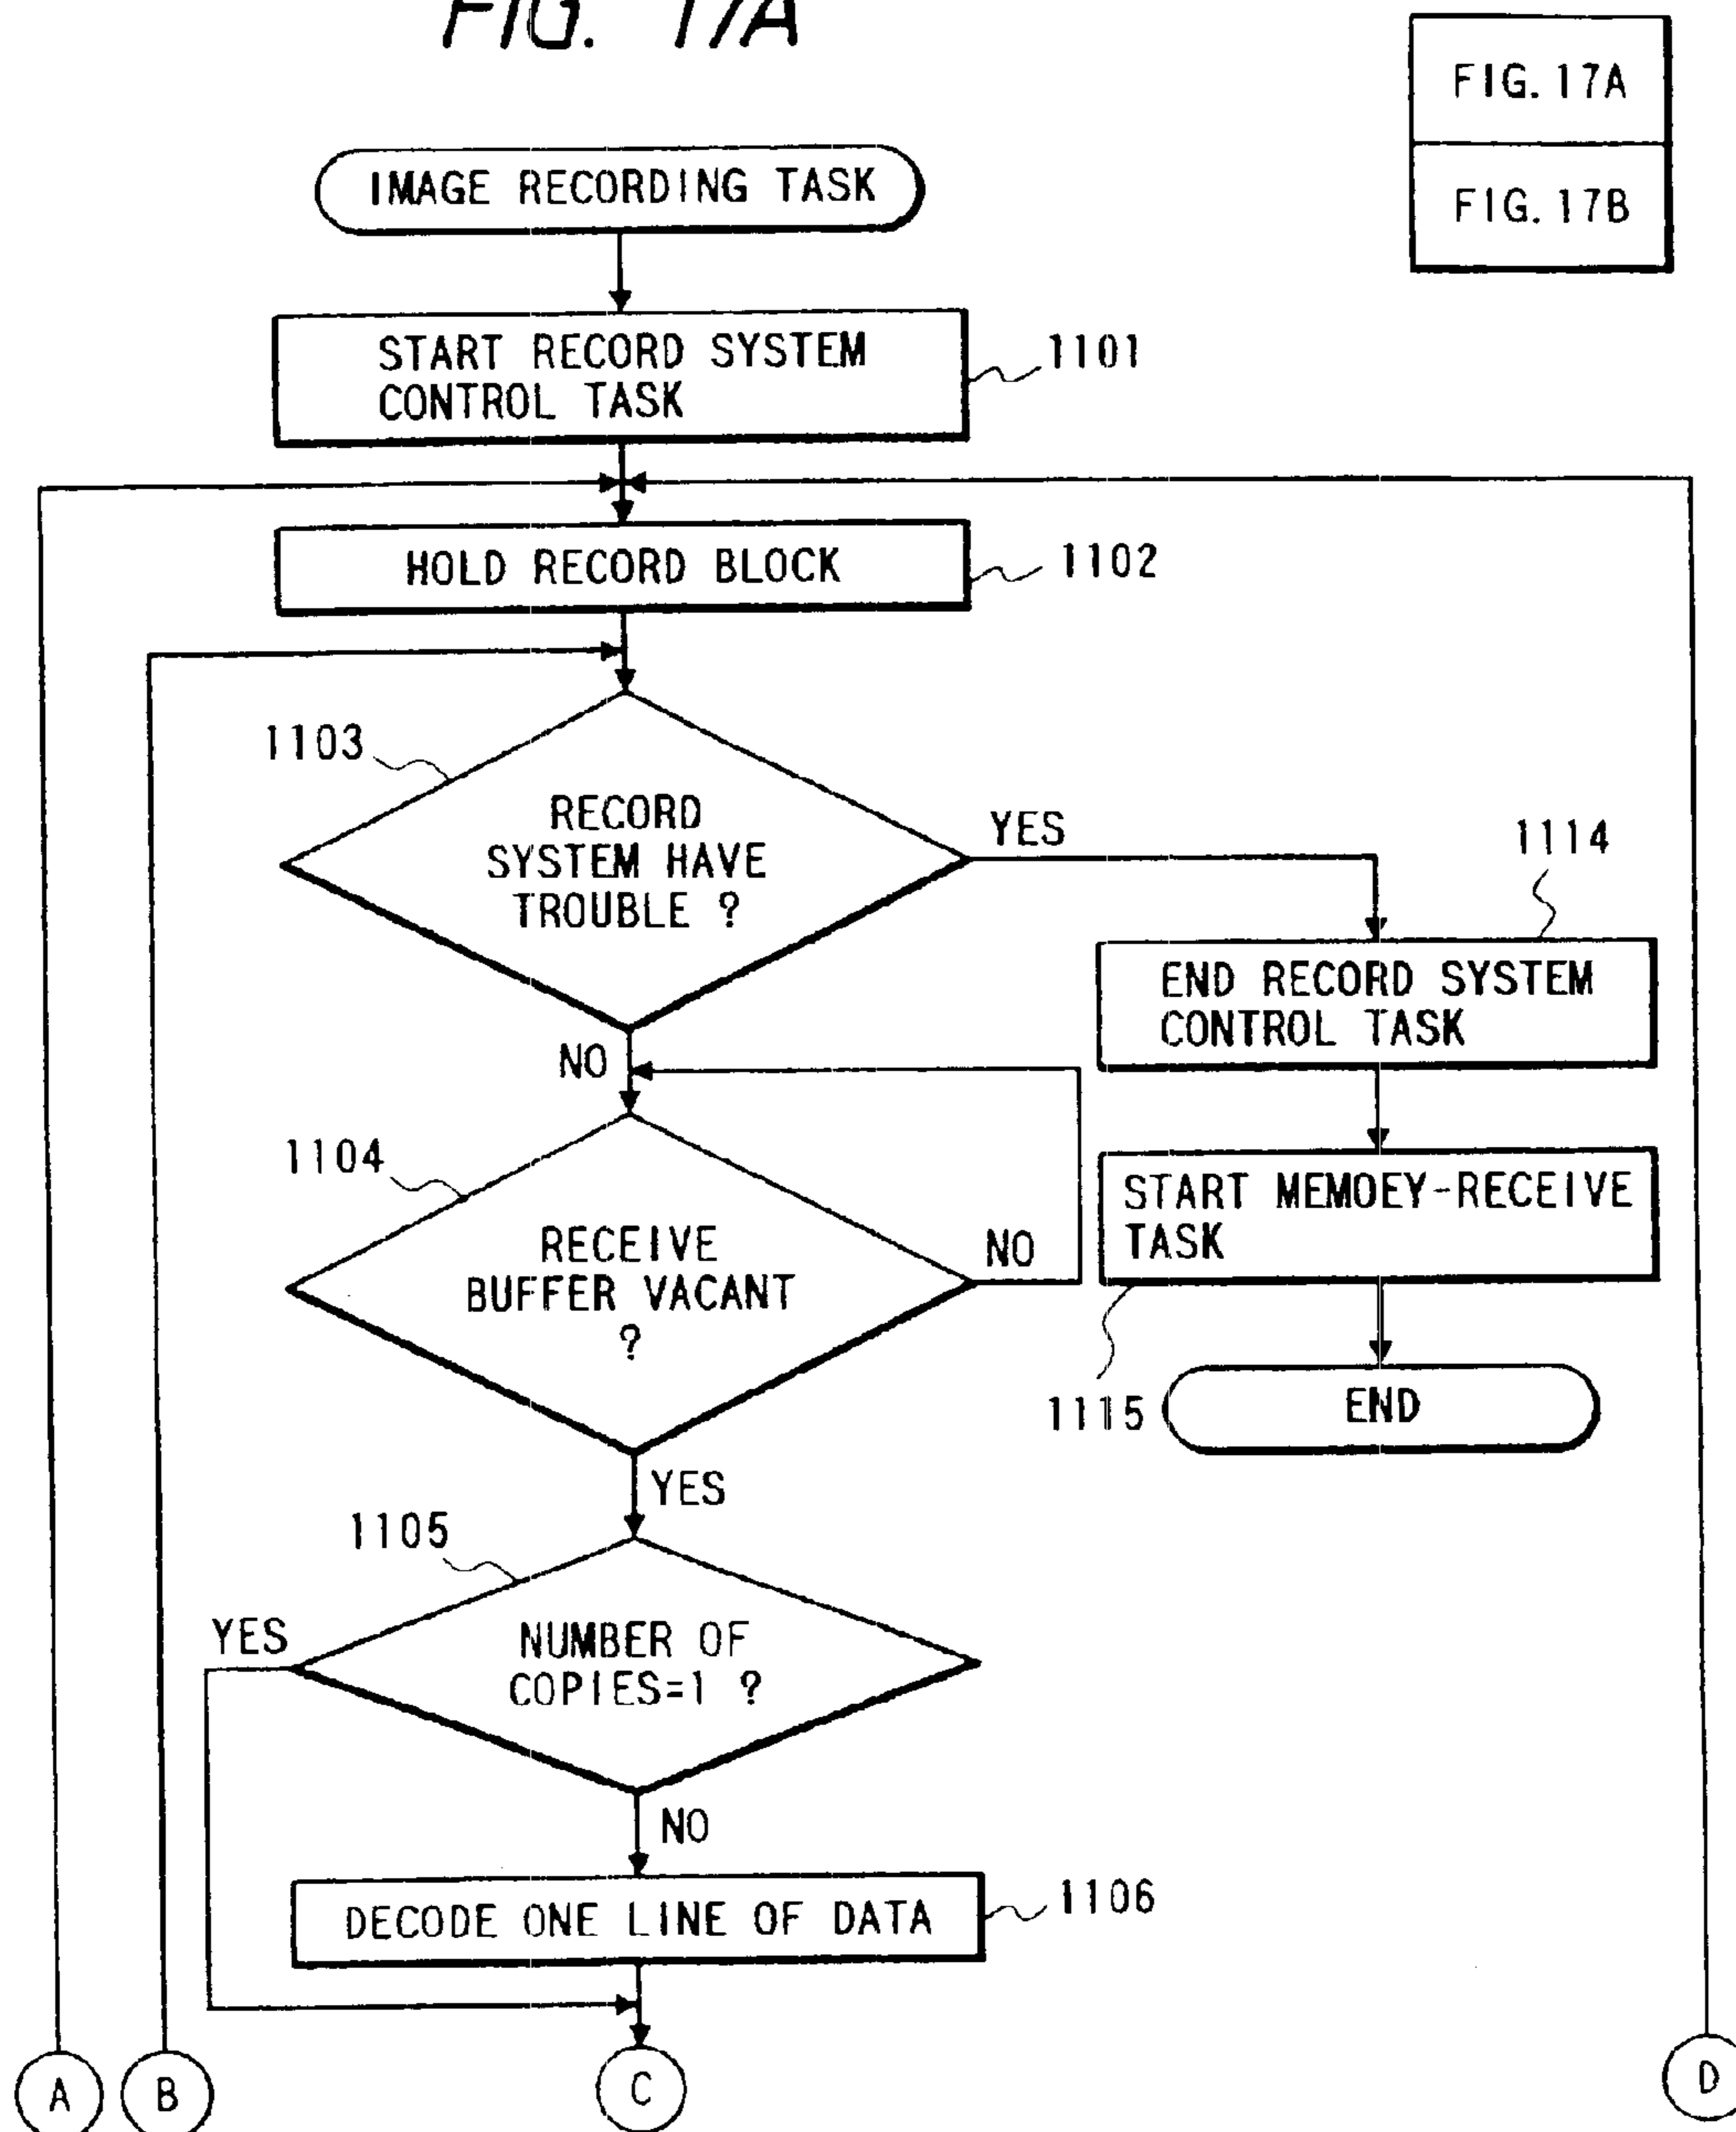 FIG. 17A
FIG. 17A
FIG. 17B
IMAGE RECORDING TASK
START RECORD SYSTEM
CONTROL TASK
1101
HOLD RECORD BLOCK
1102
1103
RECORD
SYSTEM HAVE
TROUBLE ?
YES
1114
END RECORD SYSTEM
CONTROL TASK
NO
1104
RECEIVE
BUFFER VACANT
?
NO
START MEMOEY-RECEIVE
TASK
1115
END
YES
1105
YES
NUMBER OF
COPIES=1 ?
NO
DECODE ONE LINE OF DATA
1106
A
B
C
D